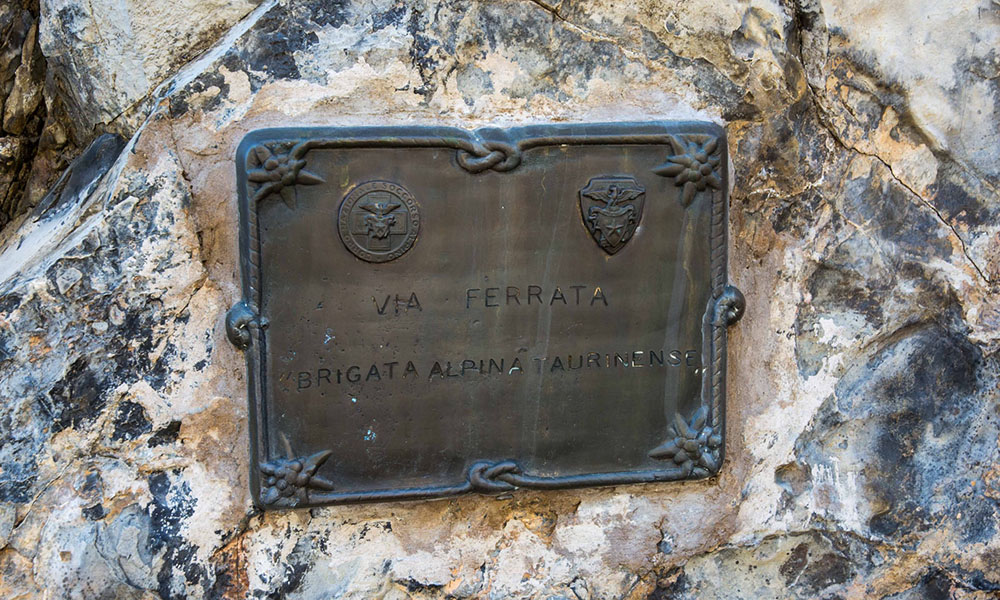 VIA FERRATA
"BRIGATA ALPINA TAURINENSE